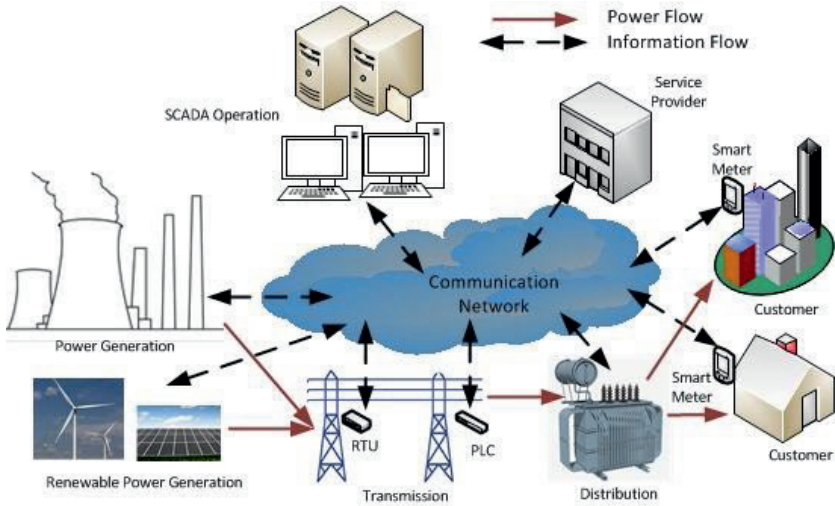 Power Flow
Information Flow
SCADA Operation
Service
Provider
Smart
Meter
Communication
Network
Customer
Power Generation
Smart
Meter
RTU
PLC
Customer
Renewable Power Generation
Transmission
Distribution